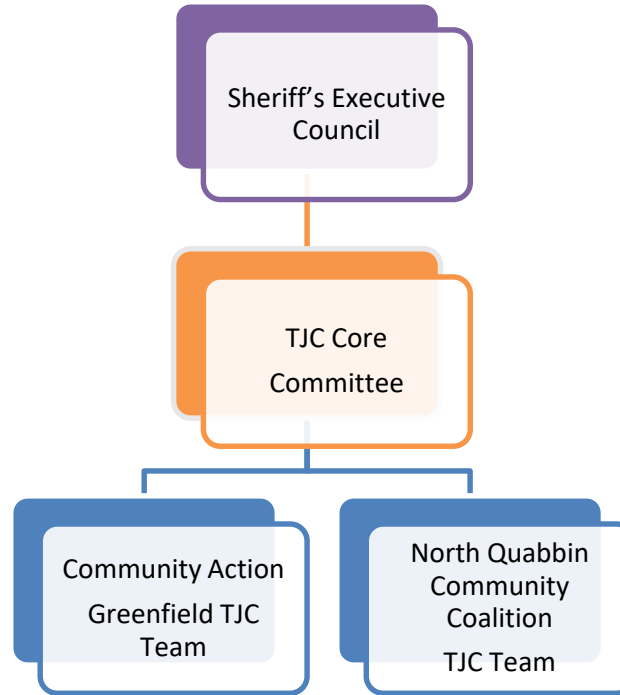 Sheriff’s Executive
Council
TJC Core
Committee
Community Action
Greenfield TJC
Team
North Quabbin
Community
Coalition
TJC Team